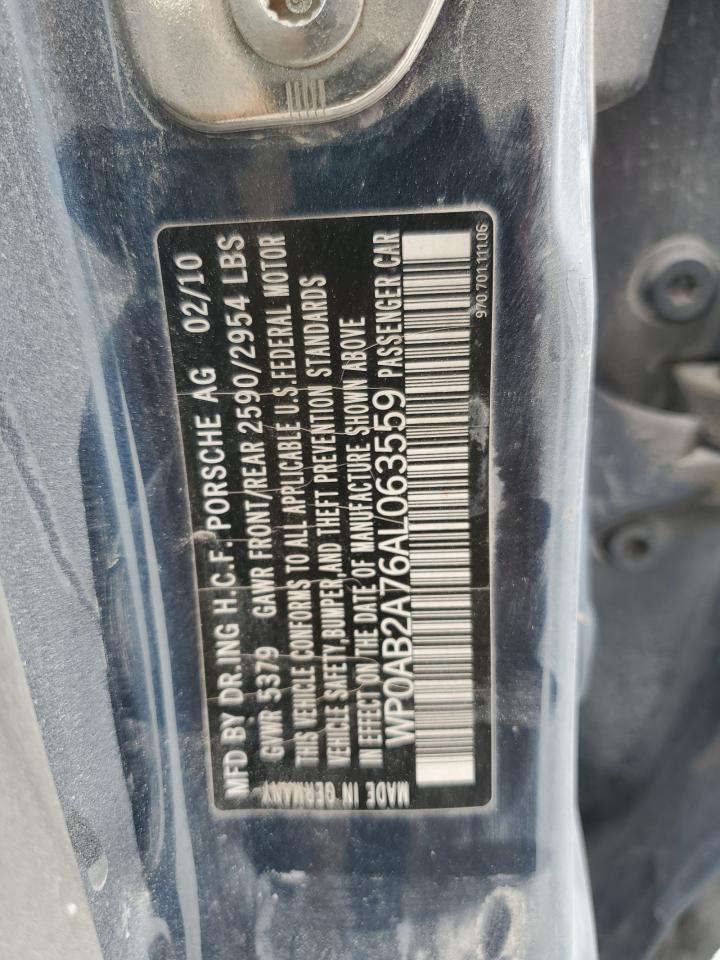 MFD BY DR.ING H.C.F. PORSCHE AG 02/10
GVWR 5379 GAWR FRONT/REAR 2590/2954 LBS
THIS VEHICLE CONFORMS TO ALL APPLICABLE U.S.FEDERAL MOTOR
VEHICLE SAFETY,BUMPER,AND THEFT PREVENTION STANDARDS
IN EFFECT ON THE DATE OF MANUFACTURE SHOWN ABOVE
WP0AB2A76AL063559 PASSENGER CAR
MADE IN GERMANY
970.701.111.06